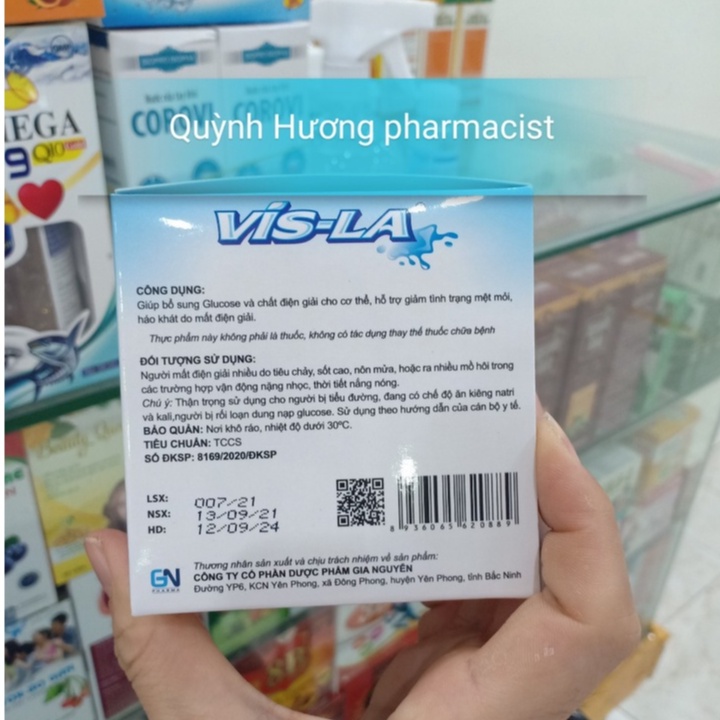 COROVI
COROVI
MEGA
9
Q10
Quỳnh Hương pharmacist
VÍS-LA
CÔNG DỤNG:
Giúp bổ sung Glucose và chất điện giải cho cơ thể, hỗ trợ giảm tình trạng mệt mỏi,
háo khát do mất điện giải.
Thực phẩm này không phải là thuốc, không có tác dụng thay thế thuốc chữa bệnh
ĐỐI TƯỢNG SỬ DỤNG:
Người mất điện giải nhiều do tiêu chảy, sốt cao, nôn mửa, hoặc ra nhiều mồ hôi trong
các trường hợp vận động nặng nhọc, thời tiết nắng nóng.
Chú ý: Thận trọng sử dụng cho người bị tiểu đường, đang có chế độ ăn kiêng natri
và kali,người bị rối loạn dung nạp glucose. Sử dụng theo hướng dẫn của cán bộ y tế.
BẢO QUẢN: Nơi khô ráo, nhiệt độ dưới 30ºC.
TIÊU CHUẨN: TCCS
SỐ ĐKSP: 8169/2020/ĐKSP
LSX: 007/21
NSX: 13/09/21
HD: 12/09/24
8 936065 620889
GN
PHARMA
Thương nhân sản xuất và chịu trách nhiệm về sản phẩm:
CÔNG TY CỔ PHẦN DƯỢC PHẨM GIA NGUYỄN
Đường YP6, KCN Yên Phong, xã Đông Phong, huyện Yên Phong, tỉnh Bắc Ninh